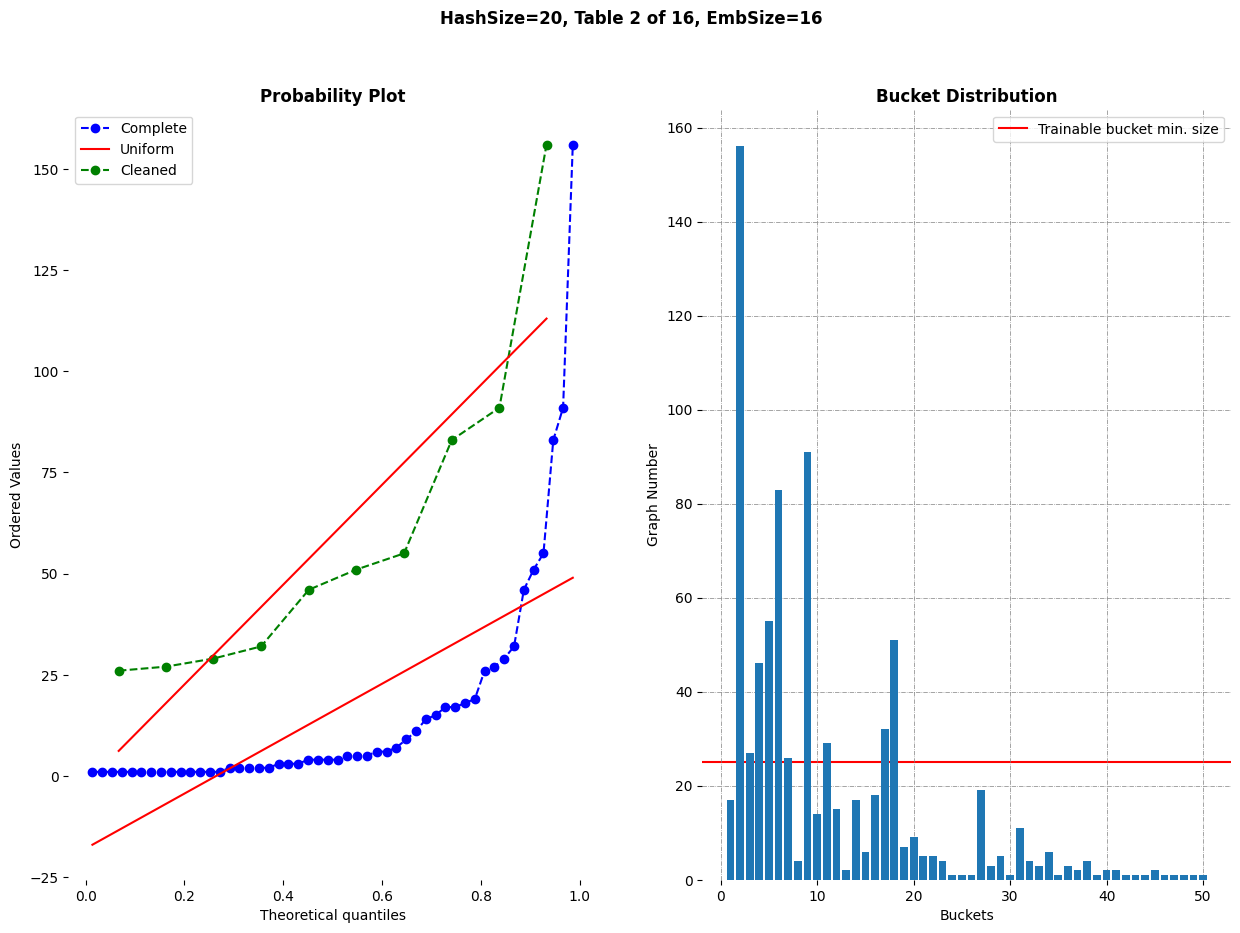 HashSize=20, Table 2 of 16, EmbSize=16
Probability Plot
Complete
Uniform
Cleaned
150
125
100
75
50
25
0
−25
0.0 0.2 0.4 0.6 0.8 1.0
Theoretical quantiles
Ordered Values
Bucket Distribution
Trainable bucket min. size
160
140
120
100
80
60
40
20
0
0 10 20 30 40 50
Buckets
Graph Number